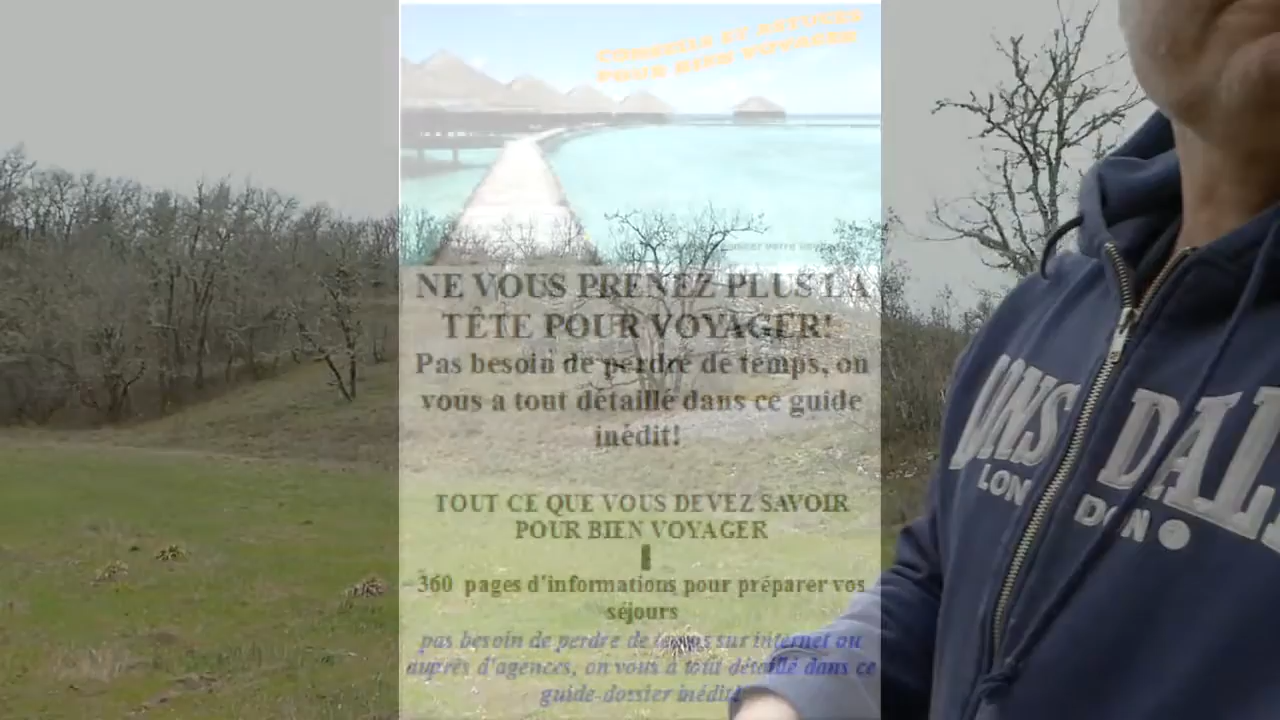 CONSEILS ET ASTUCES
POUR BIEN VOYAGER
votre
NE VOUS PRENEZ PLUS LA
TÊTE POUR VOYAGER!
Pas besoin de perdre de temps, on
vous a tout détaillé dans ce guide
inédit!
TOUT CE QUE VOUS DEVEZ SAVOIR
POUR BIEN VOYAGER
360 pages d'informations pour préparer vos
séjours
pas besoin de perdre de temps sur internet ou
auprès d'agences, on vous a tout détaillé dans ce
guide-dossier inédit!
LONSDALE
LONDON